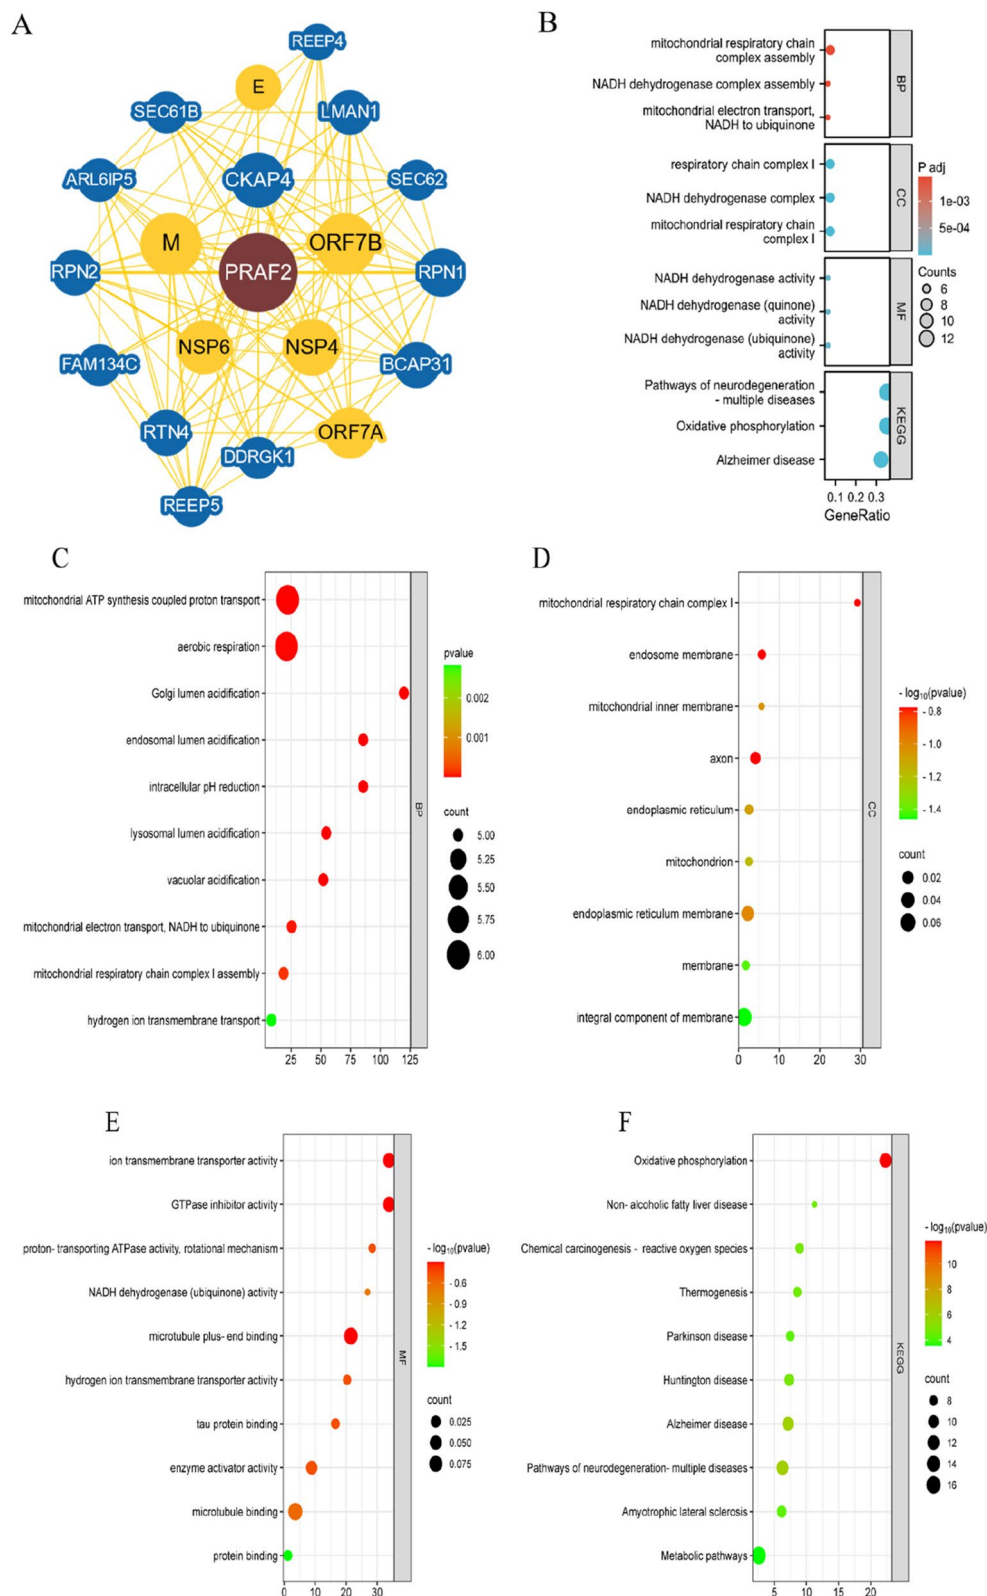 A
REEP4
E
SEC61B
LMAN1
ARL6IP5
CKAP4
SEC62
M
ORF7B
RPN2
PRAF2
RPN1
NSP6
NSP4
FAM134C
BCAP31
RTN4
ORF7A
DDRGK1
REEP5
B
mitochondrial respiratory chain
complex assembly
NADH dehydrogenase complex assembly
mitochondrial electron transport,
NADH to ubiquinone
BP
respiratory chain complex I
NADH dehydrogenase complex
mitochondrial respiratory chain
complex I
CC
NADH dehydrogenase activity
NADH dehydrogenase (quinone)
activity
NADH dehydrogenase (ubiquinone)
activity
MF
Pathways of neurodegeneration
- multiple diseases
Oxidative phosphorylation
Alzheimer disease
KEGG
0.1 0.2 0.3
GeneRatio
P adj
1e-03
5e-04
Counts
6
8
10
12
C
mitochondrial ATP synthesis coupled proton transport
aerobic respiration
Golgi lumen acidification
endosomal lumen acidification
intracellular pH reduction
lysosomal lumen acidification
vacuolar acidification
mitochondrial electron transport, NADH to ubiquinone
mitochondrial respiratory chain complex I assembly
hydrogen ion transmembrane transport
25 50 75 100 125
BP
pvalue
0.002
0.001
count
5.00
5.25
5.50
5.75
6.00
D
mitochondrial respiratory chain complex I
endosome membrane
mitochondrial inner membrane
axon
endoplasmic reticulum
mitochondrion
endoplasmic reticulum membrane
membrane
integral component of membrane
0 10 20 30
CC
- log10(pvalue)
- 0.8
- 1.0
- 1.2
- 1.4
count
0.02
0.04
0.06
E
ion transmembrane transporter activity
GTPase inhibitor activity
proton- transporting ATPase activity, rotational mechanism
NADH dehydrogenase (ubiquinone) activity
microtubule plus- end binding
hydrogen ion transmembrane transporter activity
tau protein binding
enzyme activator activity
microtubule binding
protein binding
0 10 20 30
MF
- log10(pvalue)
- 0.6
- 0.9
- 1.2
- 1.5
count
0.025
0.050
0.075
F
Oxidative phosphorylation
Non- alcoholic fatty liver disease
Chemical carcinogenesis - reactive oxygen species
Thermogenesis
Parkinson disease
Huntington disease
Alzheimer disease
Pathways of neurodegeneration- multiple diseases
Amyotrophic lateral sclerosis
Metabolic pathways
5 10 15 20
KEGG
- log10(pvalue)
10
8
6
4
count
8
10
12
14
16